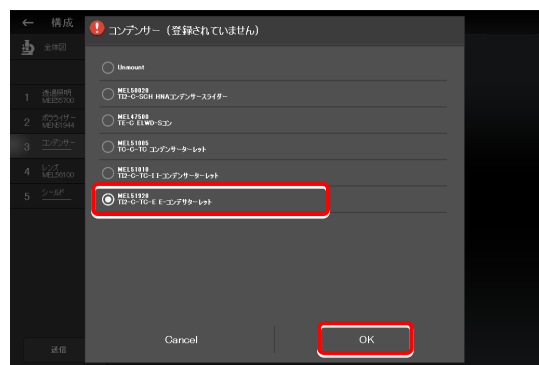 ← 構成
全体図
1 透過照明
MEE55700
2 ポラライザー
MEN51944
3 コンデンサー
4 レンズ
MEL56100
5 シールド
送信
コンデンサー（登録されていません）
Unmount
MEL58020
TI2-C-SCH HNAコンデンサースライダー
MEL47500
TE-C ELWD-Sコン
MEL51005
TC-C-TC コンデンサーターレット
MEL51010
TI2-C-TC-I I-コンデンサーターレット
MEL51920
TI2-C-TC-E E-コンデンサターレット
Cancel
OK